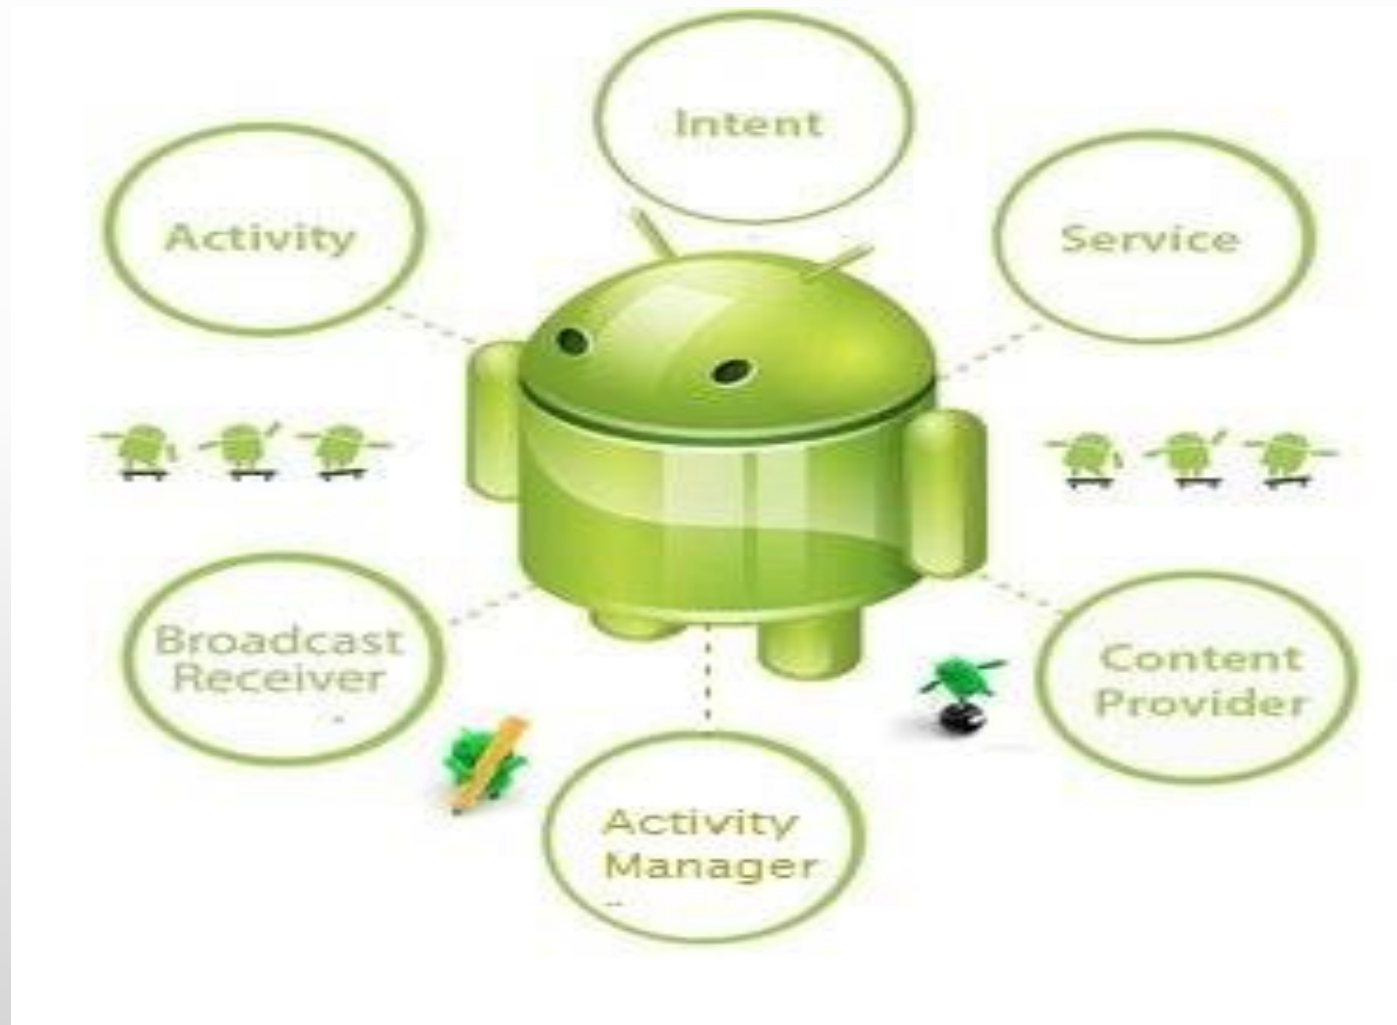 Intent
Activity
Service
Broadcast
Receiver
Content
Provider
Activity
Manager